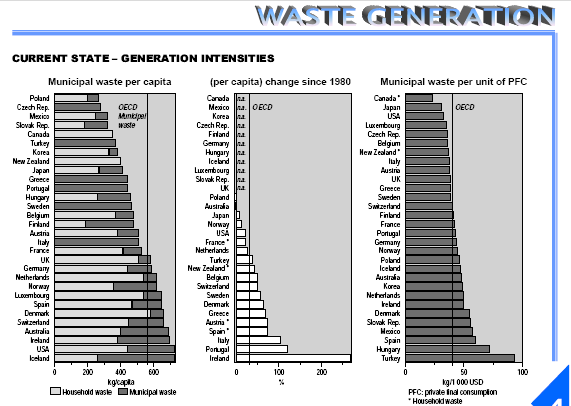 WASTE GENERATION
CURRENT STATE – GENERATION INTENSITIES
Municipal waste per capita
Poland
Czech Rep.
Mexico
Slovak Rep.
Canada
Turkey
Korea
New Zealand
Japan
Greece
Portugal
Hungary
Sweden
Belgium
Finland
Austria
Italy
France
UK
Germany
Netherlands
Norway
Luxembourg
Spain
Denmark
Switzerland
Australia
Ireland
USA
Iceland
OECD
Municipal
waste
0 200 400 600
kg/capita
Household waste Municipal waste
(per capita) change since 1980
Canada n.a.
Mexico n.a.
Korea n.a.
Czech Rep. n.a.
Finland n.a.
Germany n.a.
Hungary n.a.
Iceland n.a.
Luxembourg n.a.
Slovak Rep. n.a.
UK n.a.
Poland
Australia
Japan
Norway
USA
France *
Netherlands
Turkey
New Zealand *
Belgium
Switzerland
Sweden
Denmark
Greece
Austria *
Spain *
Italy
Portugal
Ireland
OECD
0 100 200
%
Municipal waste per unit of PFC
Canada *
Japan
USA
Luxembourg
Czech Rep.
Belgium
New Zealand *
Italy
Austria
UK
Greece
Sweden
Switzerland
Finland
France
Portugal
Germany
Norway
Poland
Iceland
Australia
Korea
Netherlands
Ireland
Denmark
Slovak Rep.
Mexico
Spain
Hungary
Turkey
OECD
0 50 100
kg/1 000 USD
PFC: private final consumption
* Household waste